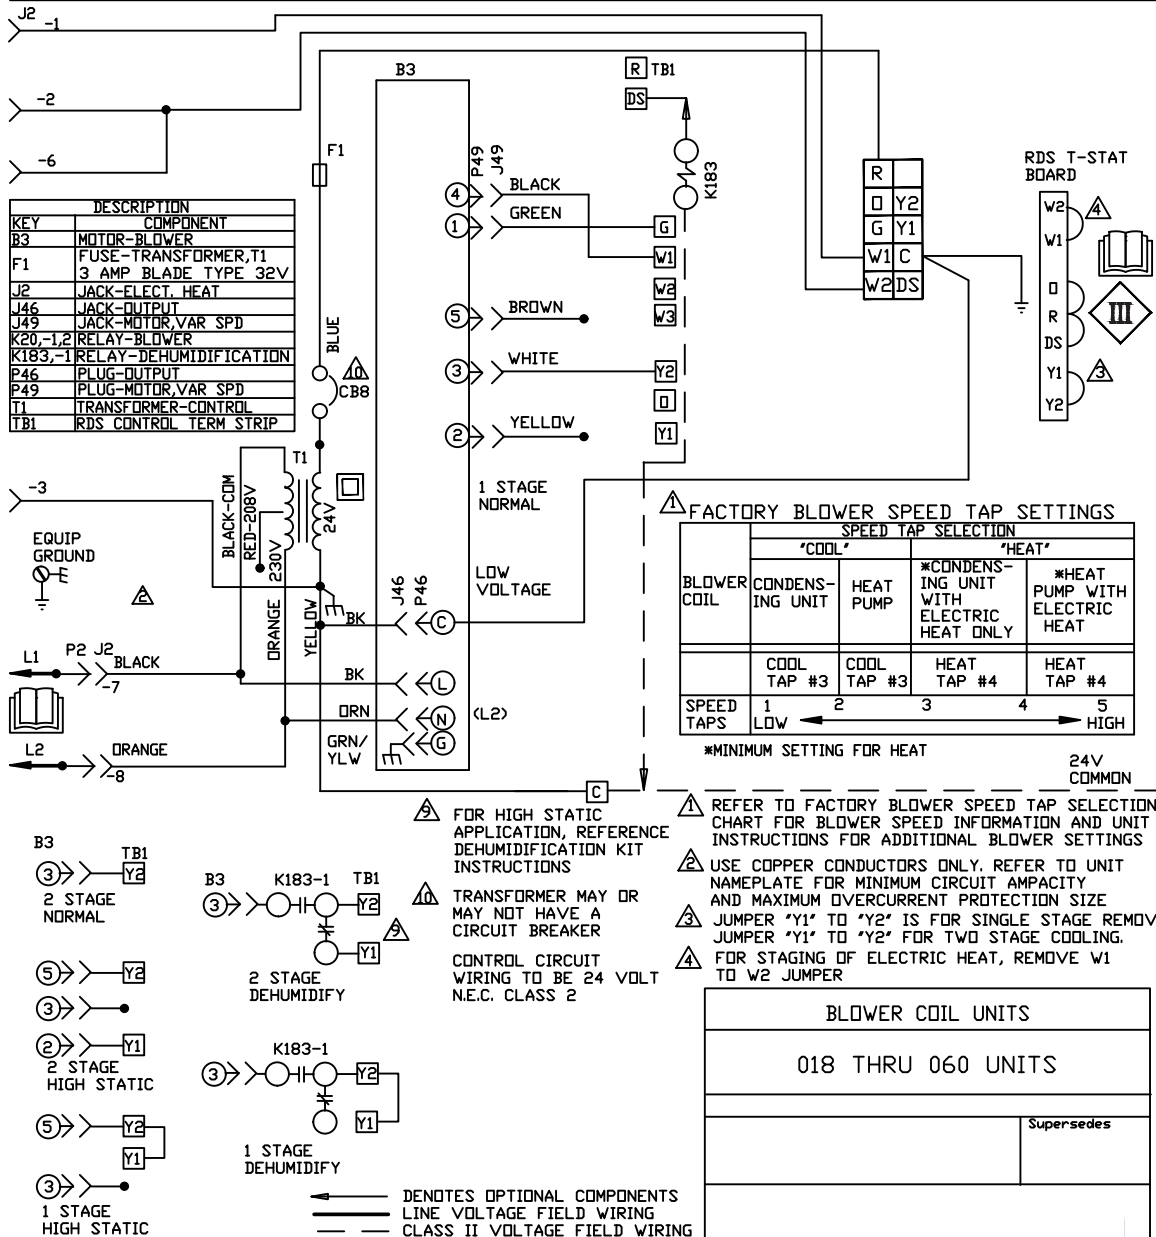 J2 -1
-2
-6
DESCRIPTION
KEY COMPONENT
B3 MOTOR-BLOWER
F1 FUSE-TRANSFORMER,T1
3 AMP BLADE TYPE 32V
J2 JACK-ELECT. HEAT
J46 JACK-OUTPUT
J49 JACK-MOTOR,VAR SPD
K20,-1,2 RELAY-BLOWER
K183,-1 RELAY-DEHUMIDIFICATION
P46 PLUG-OUTPUT
P49 PLUG-MOTOR,VAR SPD
T1 TRANSFORMER-CONTROL
TB1 RDS CONTROL TERM STRIP
-3
EQUIP
GROUND
2
L1 P2 J2 BLACK
-7
L2 ORANGE
-8
F1
BLUE
10
CB8
T1
BLACK-COM
RED-208V
230V
24V
ORANGE
YELLOW
B3
P49 J49
4 BLACK
1 GREEN
5 BROWN
3 WHITE
2 YELLOW
1 STAGE
NORMAL
LOW
VOLTAGE
J46 P46
BK C
BK L
ORN N (L2)
GRN/
YLW G
C
R TB1
DS
K183
G
W1
W2
W3
Y2
O
Y1
R
O Y2
G Y1
W1 C
W2 DS
RDS T-STAT
BOARD
W2 4
W1
O
R
DS
Y1
Y2
III
3
1 FACTORY BLOWER SPEED TAP SETTINGS
SPEED TAP SELECTION
"COOL" "HEAT"
BLOWER
COIL
CONDENS-
ING UNIT
HEAT
PUMP
*CONDENS-
ING UNIT
WITH
ELECTRIC
HEAT ONLY
*HEAT
PUMP WITH
ELECTRIC
HEAT
COOL
TAP #3
COOL
TAP #3
HEAT
TAP #4
HEAT
TAP #4
SPEED
TAPS
1 2 3 4 5
LOW HIGH
*MINIMUM SETTING FOR HEAT
24V
COMMON
1 REFER TO FACTORY BLOWER SPEED TAP SELECTION
CHART FOR BLOWER SPEED INFORMATION AND UNIT
INSTRUCTIONS FOR ADDITIONAL BLOWER SETTINGS
2 USE COPPER CONDUCTORS ONLY. REFER TO UNIT
NAMEPLATE FOR MINIMUM CIRCUIT AMPACITY
AND MAXIMUM OVERCURRENT PROTECTION SIZE
3 JUMPER "Y1" TO "Y2" IS FOR SINGLE STAGE REMOV
JUMPER "Y1" TO "Y2" FOR TWO STAGE COOLING.
4 FOR STAGING OF ELECTRIC HEAT, REMOVE W1
TO W2 JUMPER
9 FOR HIGH STATIC
APPLICATION, REFERENCE
DEHUMIDIFICATION KIT
INSTRUCTIONS
10 TRANSFORMER MAY OR
MAY NOT HAVE A
CIRCUIT BREAKER
CONTROL CIRCUIT
WIRING TO BE 24 VOLT
N.E.C. CLASS 2
B3 TB1
3 Y2
2 STAGE
NORMAL
5 Y2
3
2 Y1
2 STAGE
HIGH STATIC
5 Y2
Y1
3
1 STAGE
HIGH STATIC
B3 K183-1 TB1
3 Y2
9
Y1
2 STAGE
DEHUMIDIFY
K183-1
3 Y2
Y1
1 STAGE
DEHUMIDIFY
DENOTES OPTIONAL COMPONENTS
LINE VOLTAGE FIELD WIRING
CLASS II VOLTAGE FIELD WIRING
BLOWER COIL UNITS
018 THRU 060 UNITS
Supersedes